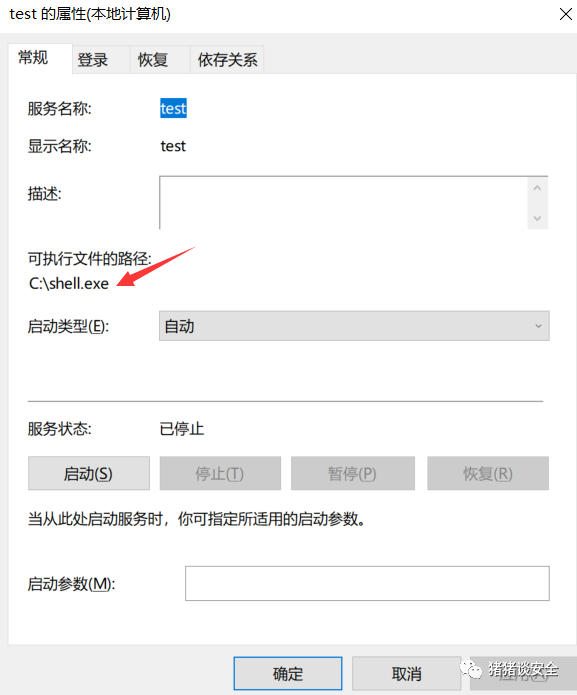 test 的属性(本地计算机)
常规 登录 恢复 依存关系
服务名称: test
显示名称: test
描述:
可执行文件的路径:
C:\shell.exe
启动类型(E): 自动
服务状态: 已停止
启动(S) 停止(T) 暂停(P) 恢复(R)
当从此处启动服务时，你可指定所适用的启动参数。
启动参数(M):
确定 取消
猪猪谈安全